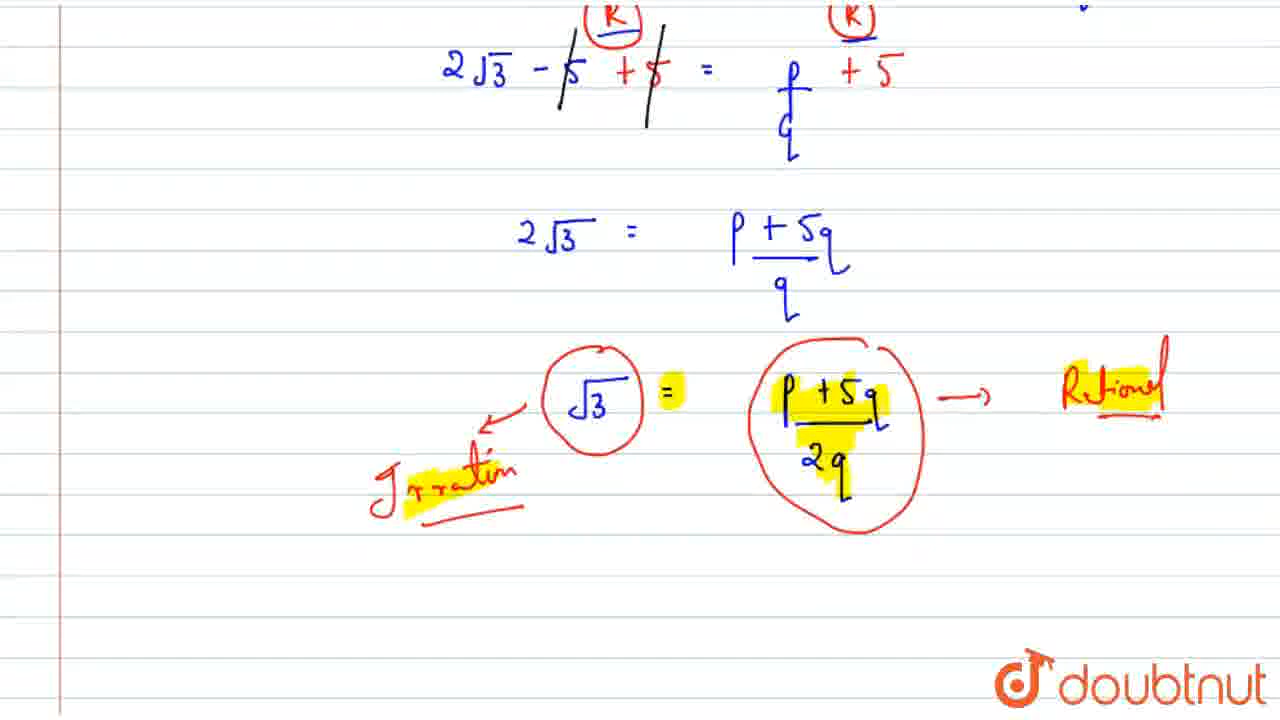 R R
2√3 - 5 + 5 = p/q + 5
2√3 = p + 5q / q
√3 = p + 5q / 2q → Rational
Irration
doubtnut